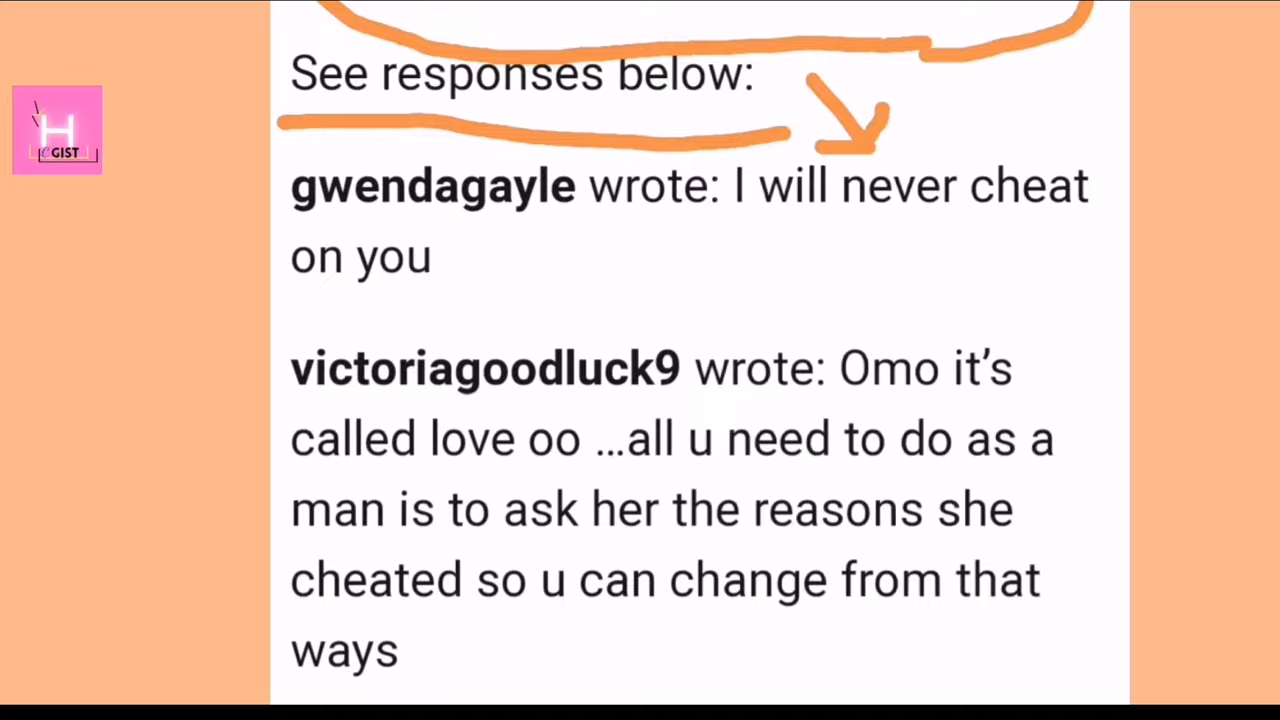 See responses below:
H
GIST
gwendagayle wrote: I will never cheat
on you
victoriagoodluck9 wrote: Omo it’s
called love oo ...all u need to do as a
man is to ask her the reasons she
cheated so u can change from that
ways